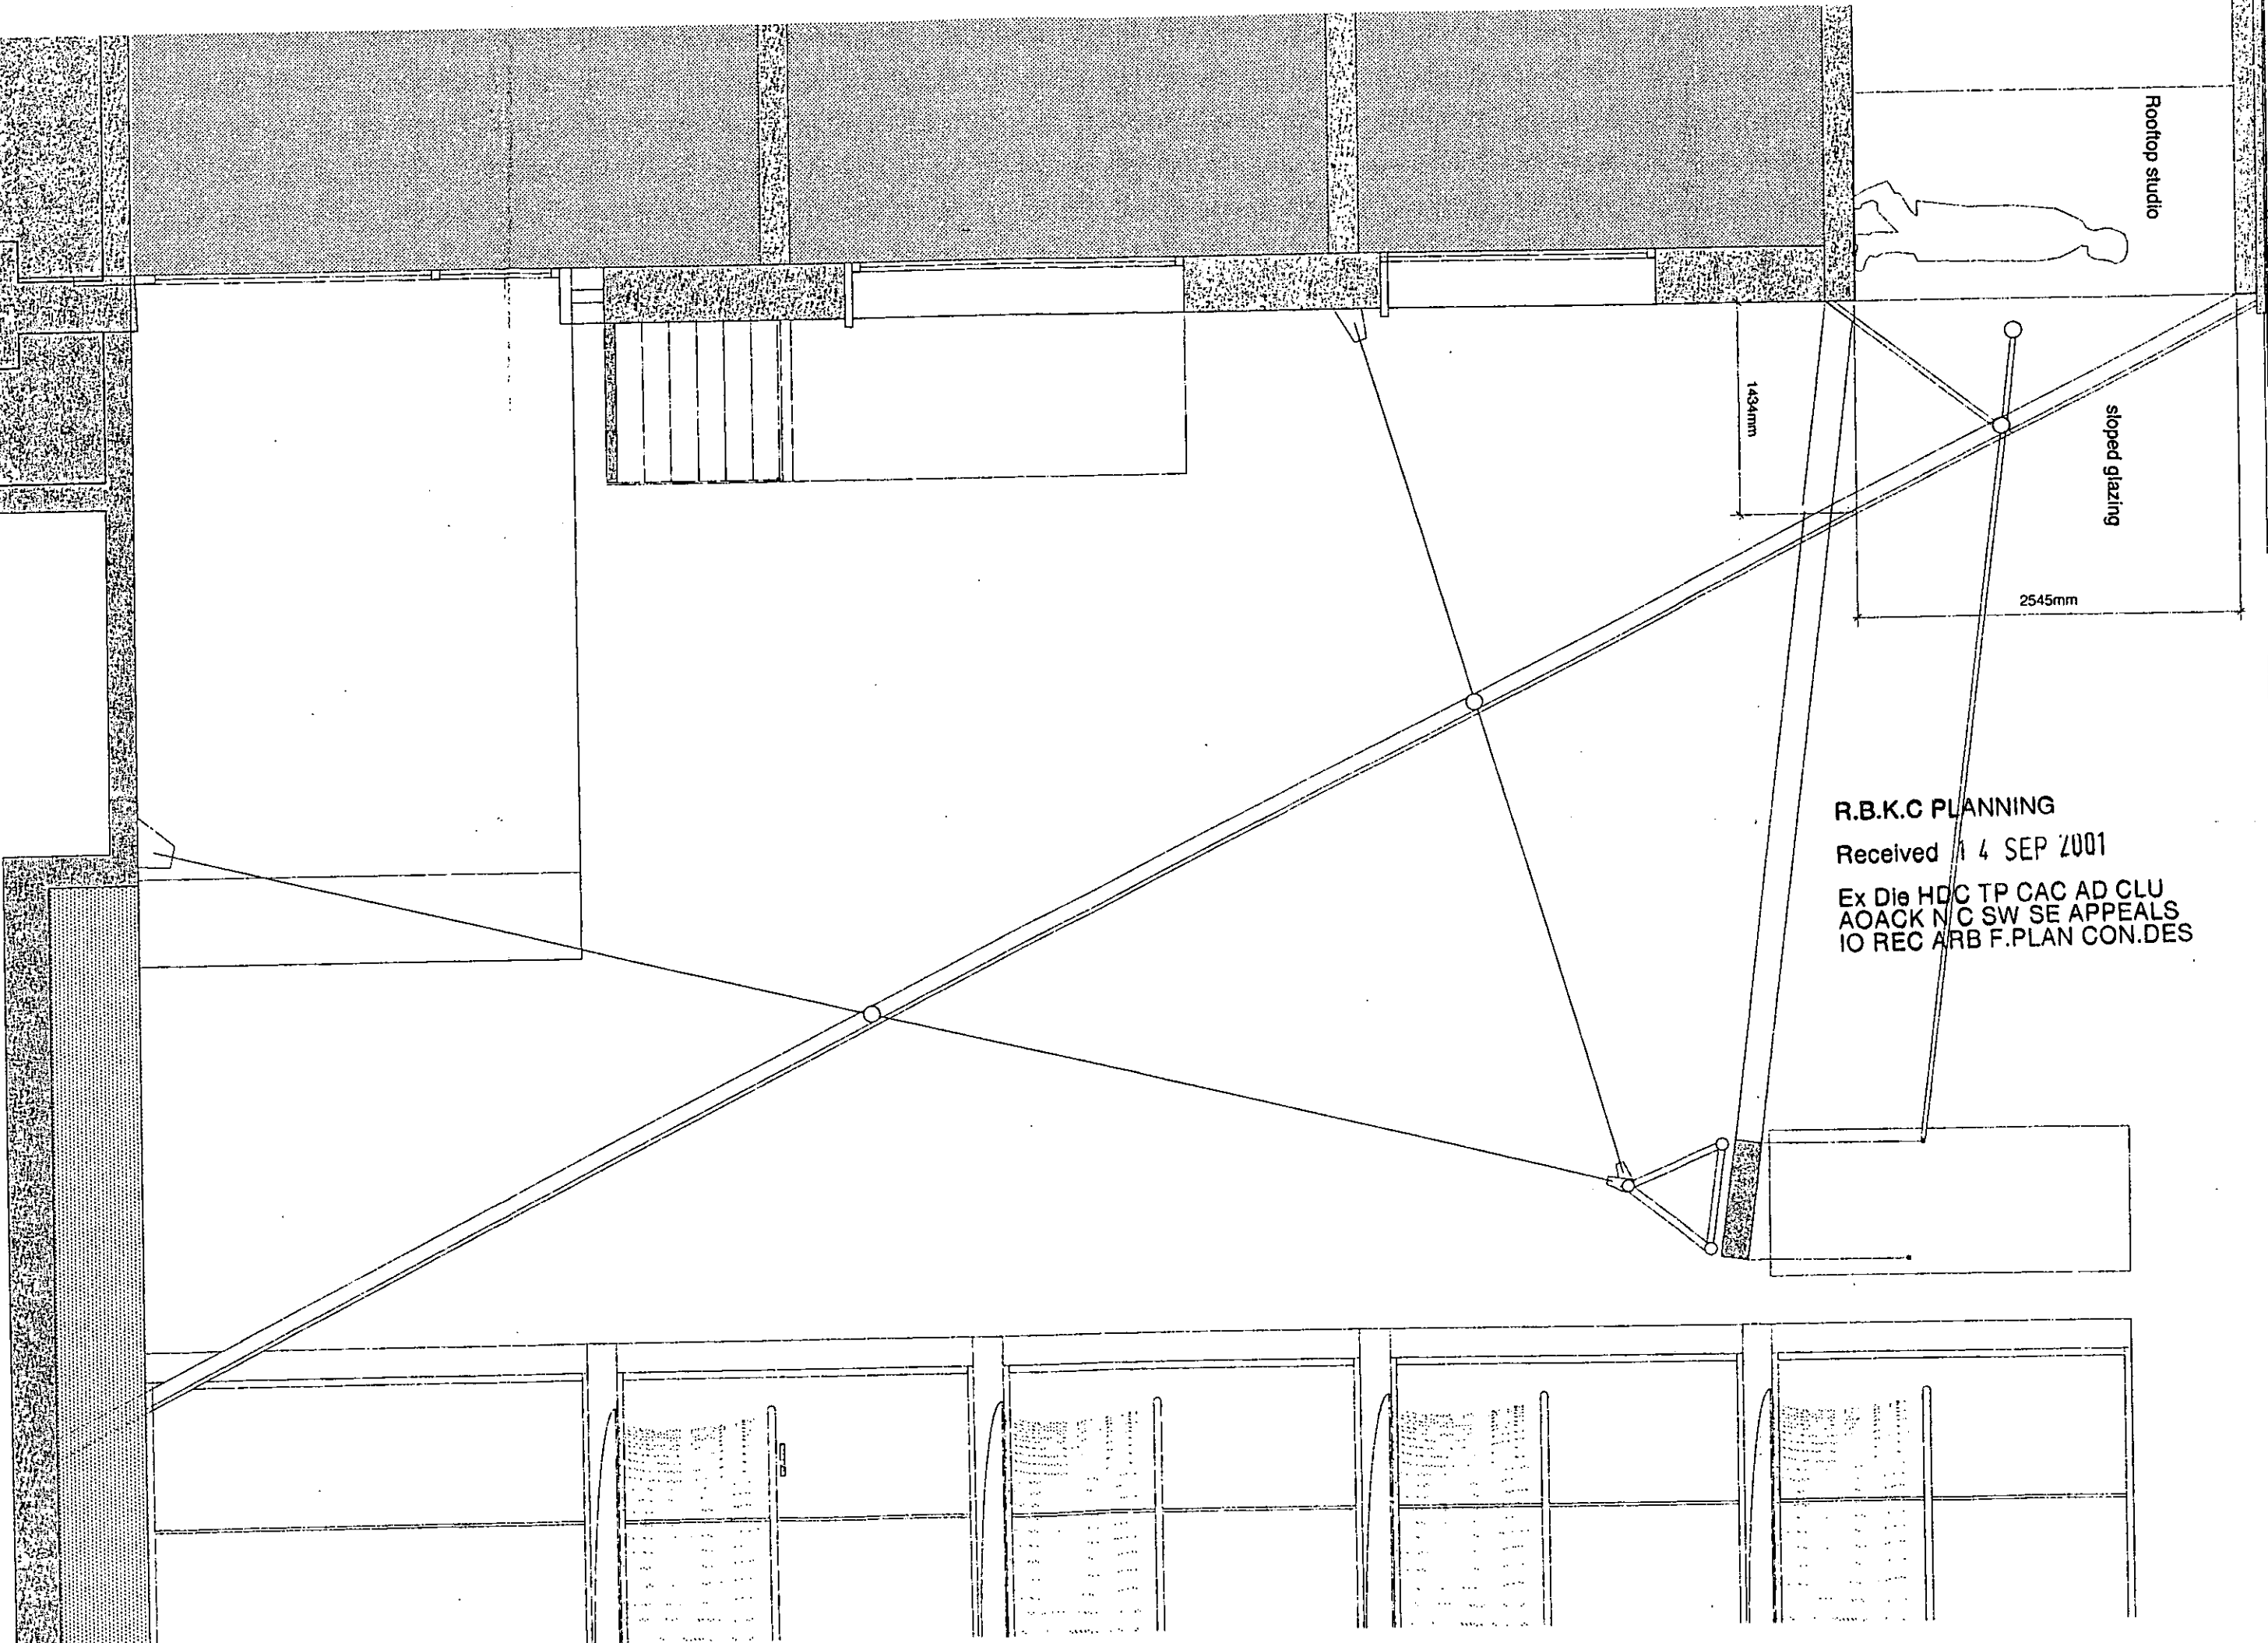 Rooftop studio
sloped glazing
1434mm
2545mm
R.B.K.C PLANNING
Received 14 SEP 2001
Ex Die HDC TP CAC AD CLU
AOACK N C SW SE APPEALS
IO REC ARB F.PLAN CON.DES